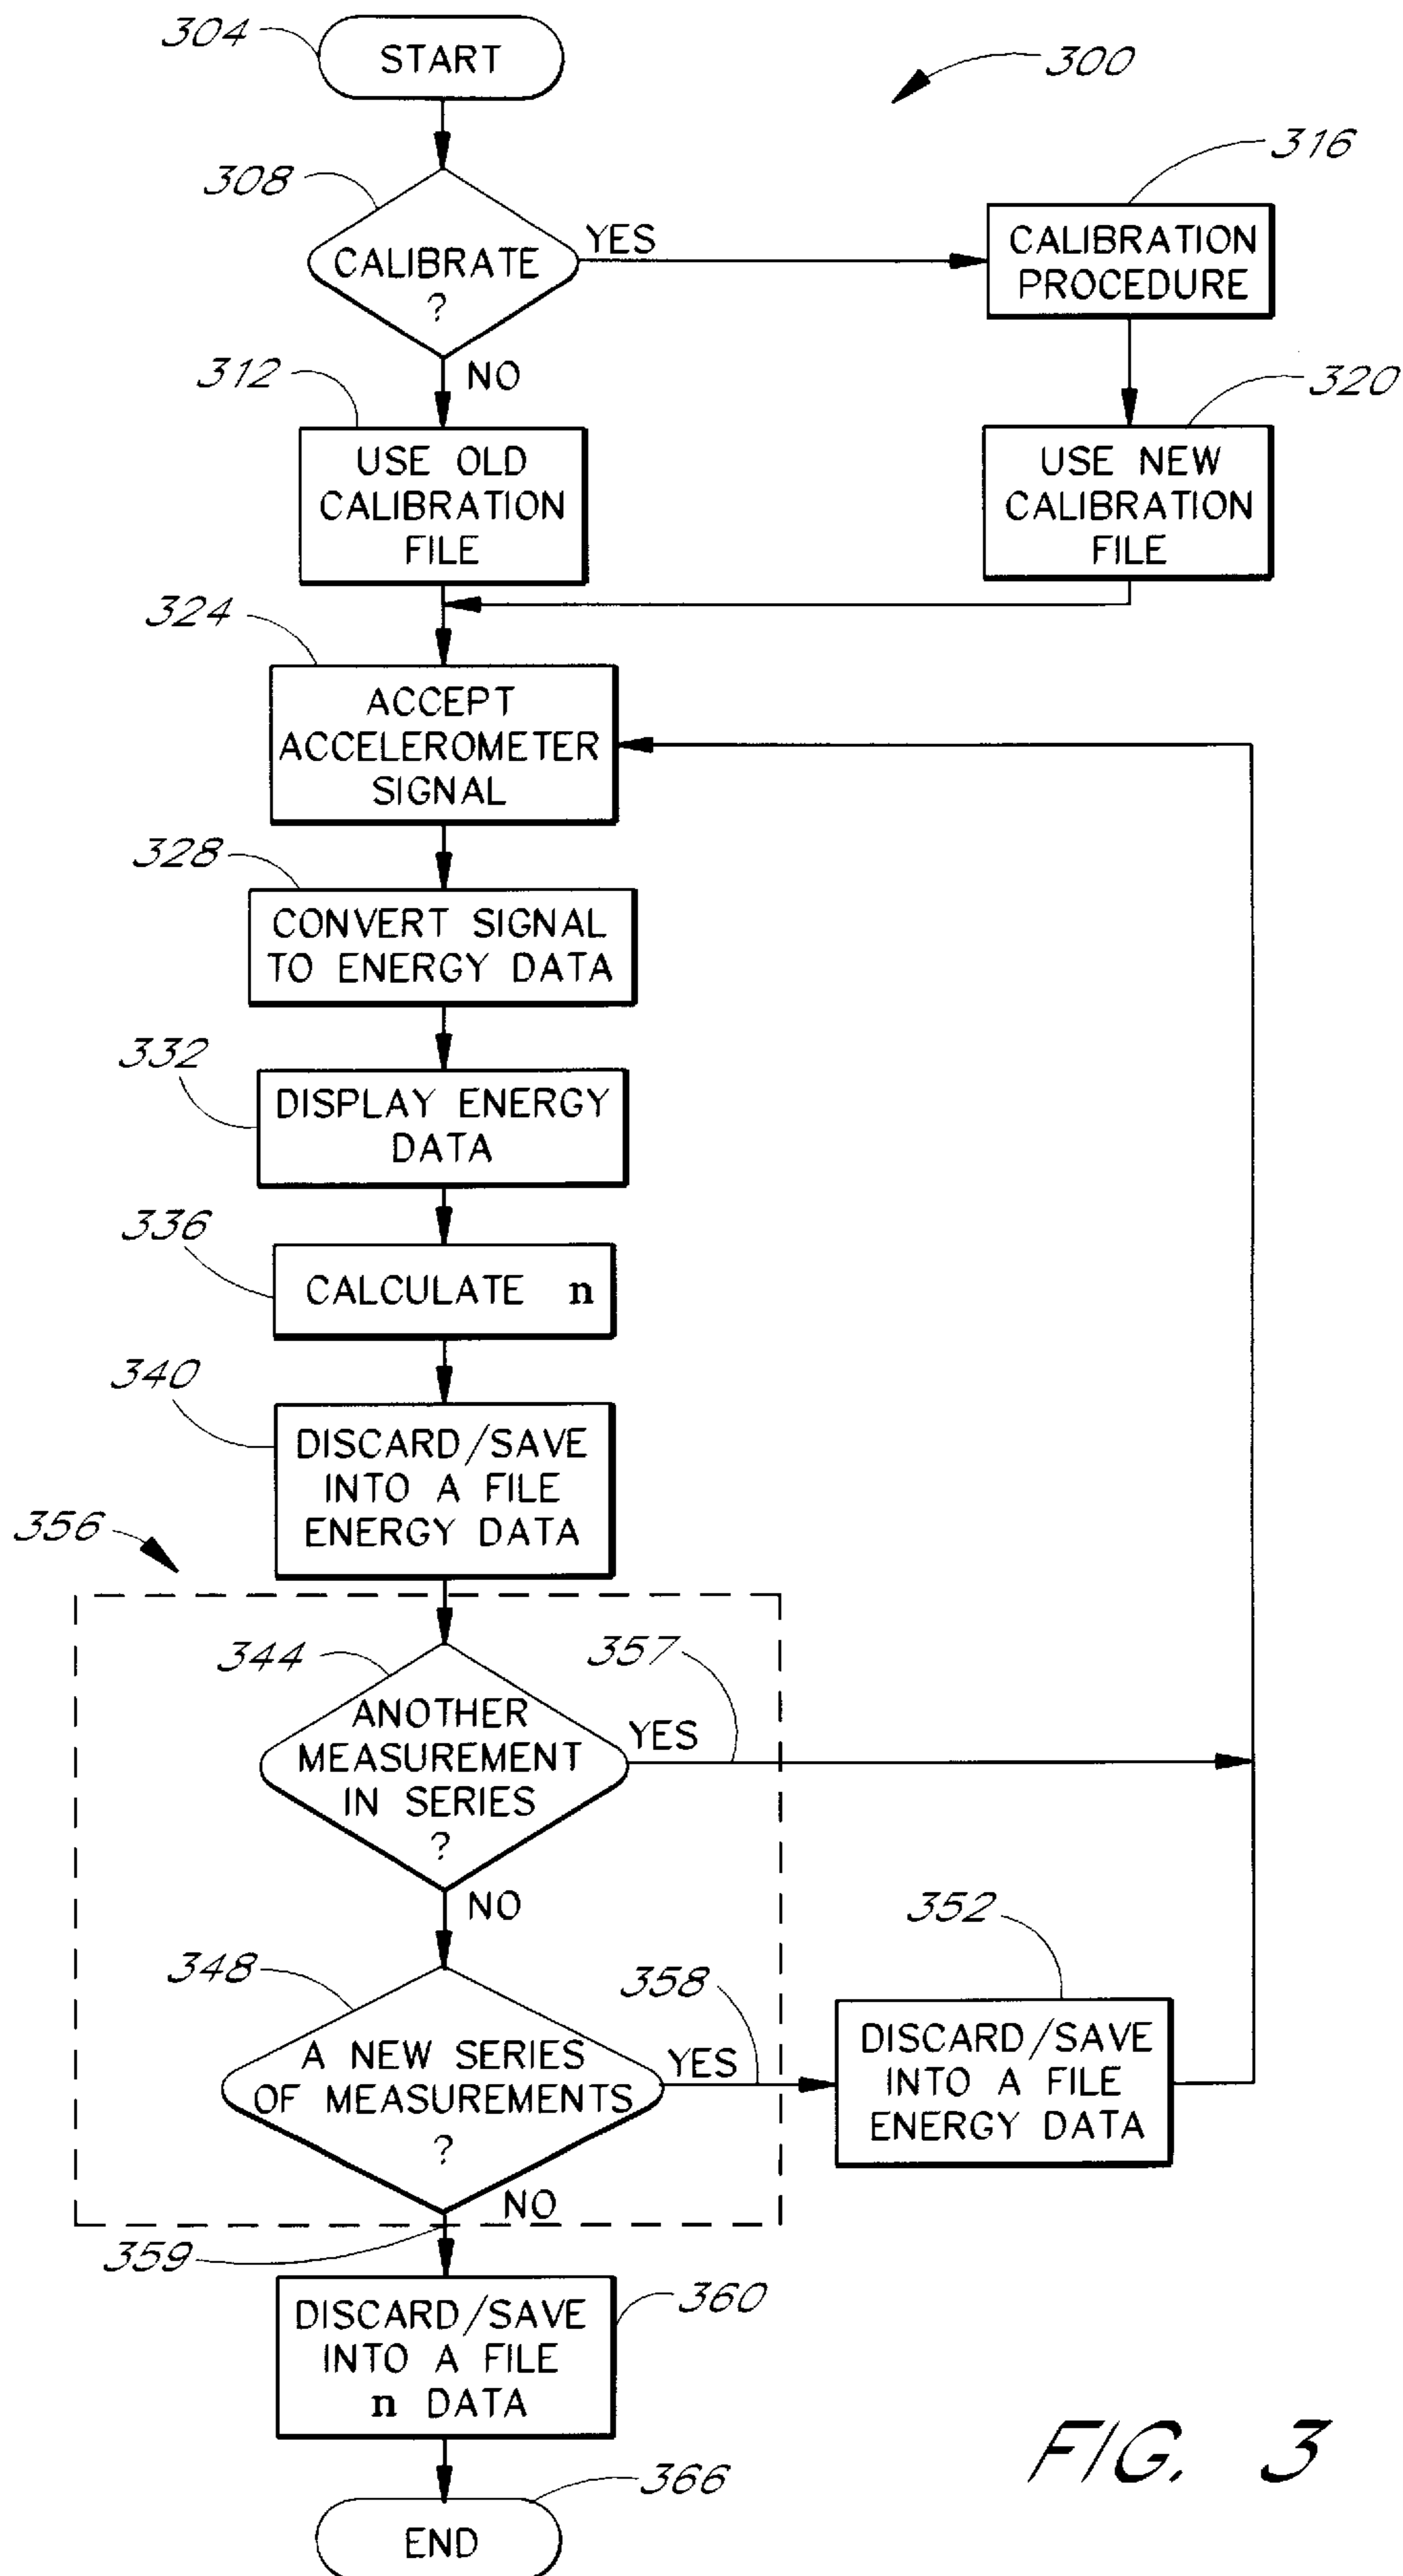 304
START
300
308
316
CALIBRATE
?
YES
CALIBRATION
PROCEDURE
NO
312
320
USE OLD
CALIBRATION
FILE
USE NEW
CALIBRATION
FILE
324
ACCEPT
ACCELEROMETER
SIGNAL
328
CONVERT SIGNAL
TO ENERGY DATA
332
DISPLAY ENERGY
DATA
336
CALCULATE n
340
DISCARD/SAVE
INTO A FILE
ENERGY DATA
356
344
357
ANOTHER
MEASUREMENT
IN SERIES
?
YES
NO
352
348
358
A NEW SERIES
OF MEASUREMENTS
?
YES
DISCARD/SAVE
INTO A FILE
ENERGY DATA
NO
359
360
DISCARD/SAVE
INTO A FILE
n DATA
366
END
FIG. 3